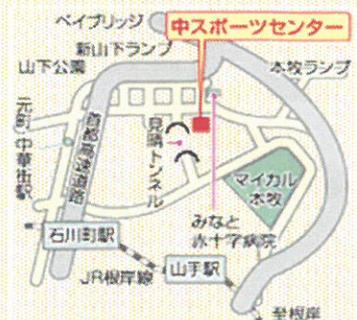 ベイブリッジ
中スポーツセンター
新山下ランプ
山下公園
本牧ランプ
元町・中華街駅
首都高速道路
見晴トンネル
マイカル
本牧
みなと
赤十字病院
石川町駅
JR根岸線
山手駅
至根岸